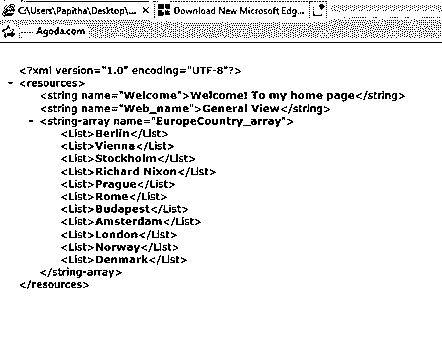 C:\Users\Papitha\Desktop\... × Download New Microsoft Edg...
..... Agoda.com
<?xml version="1.0" encoding="UTF-8"?>
- <resources>
<string name="Welcome">Welcome! To my home page</string>
<string name="Web_name">General View</string>
- <string-array name="EuropeCountry_array">
<List>Berlin</List>
<List>Vienna</List>
<List>Stockholm</List>
<List>Richard Nixon</List>
<List>Prague</List>
<List>Rome</List>
<List>Budapest</List>
<List>Amsterdam</List>
<List>London</List>
<List>Norway</List>
<List>Denmark</List>
</string-array>
</resources>